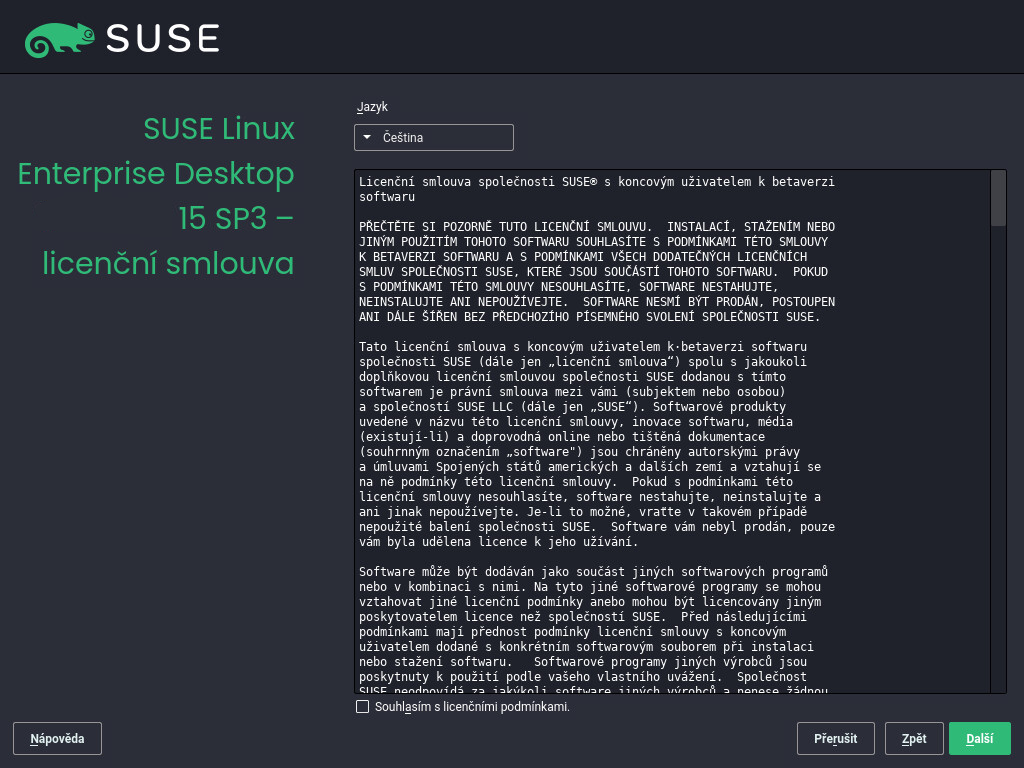 SUSE
SUSE Linux
Enterprise Desktop
15 SP3 –
licenční smlouva
Jazyk
Čeština
Licenční smlouva společnosti SUSE® s koncovým uživatelem k betaverzi
softwaru
PŘEČTĚTE SI POZORNĚ TUTO LICENČNÍ SMLOUVU.  INSTALACÍ, STAŽENÍM NEBO
JINÝM POUŽITÍM TOHOTO SOFTWARU SOUHLASÍTE S PODMÍNKAMI TÉTO SMLOUVY
K BETAVERZI SOFTWARU A S PODMÍNKAMI VŠECH DODATEČNÝCH LICENČNÍCH
SMLUV SPOLEČNOSTI SUSE, KTERÉ JSOU SOUČÁSTÍ TOHOTO SOFTWARU.  POKUD
S PODMÍNKAMI TÉTO SMLOUVY NESOUHLASÍTE, SOFTWARE NESTAHUJTE,
NEINSTALUJTE ANI NEPOUŽÍVEJTE.  SOFTWARE NESMÍ BÝT PRODÁN, POSTOUPEN
ANI DÁLE ŠÍŘEN BEZ PŘEDCHOZÍHO PÍSEMNÉHO SVOLENÍ SPOLEČNOSTI SUSE.
Tato licenční smlouva s koncovým uživatelem k·betaverzi softwaru
společnosti SUSE (dále jen „licenční smlouva“) spolu s jakoukoli
doplňkovou licenční smlouvou společnosti SUSE dodanou s tímto
softwarem je právní smlouva mezi vámi (subjektem nebo osobou)
a společností SUSE LLC (dále jen „SUSE“). Softwarové produkty
uvedené v názvu této licenční smlouvy, inovace softwaru, média
(existují-li) a doprovodná online nebo tištěná dokumentace
(souhrnným označením „software") jsou chráněny autorskými právy
a úmluvami Spojených států amerických a dalších zemí a vztahují se
na ně podmínky této licenční smlouvy.  Pokud s podmínkami této
licenční smlouvy nesouhlasíte, software nestahujte, neinstalujte a
ani jinak nepoužívejte. Je-li to možné, vraťte v takovém případě
nepoužité balení společnosti SUSE.  Software vám nebyl prodán, pouze
vám byla udělena licence k jeho užívání.
Software může být dodáván jako součást jiných softwarových programů
nebo v kombinaci s nimi. Na tyto jiné softwarové programy se mohou
vztahovat jiné licenční podmínky anebo mohou být licencovány jiným
poskytovatelem licence než společností SUSE.  Před následujícími
podmínkami mají přednost podmínky licenční smlouvy s koncovým
uživatelem dodané s konkrétním softwarovým souborem při instalaci
nebo stažení softwaru.   Softwarové programy jiných výrobců jsou
poskytnuty k použití podle vašeho vlastního uvážení.  Společnost
SUSE neodpovídá za jakýkoli software jiných výrobců a nenese žádnou
Souhlasím s licenčními podmínkami.
Nápověda
Přerušit
Zpět
Další